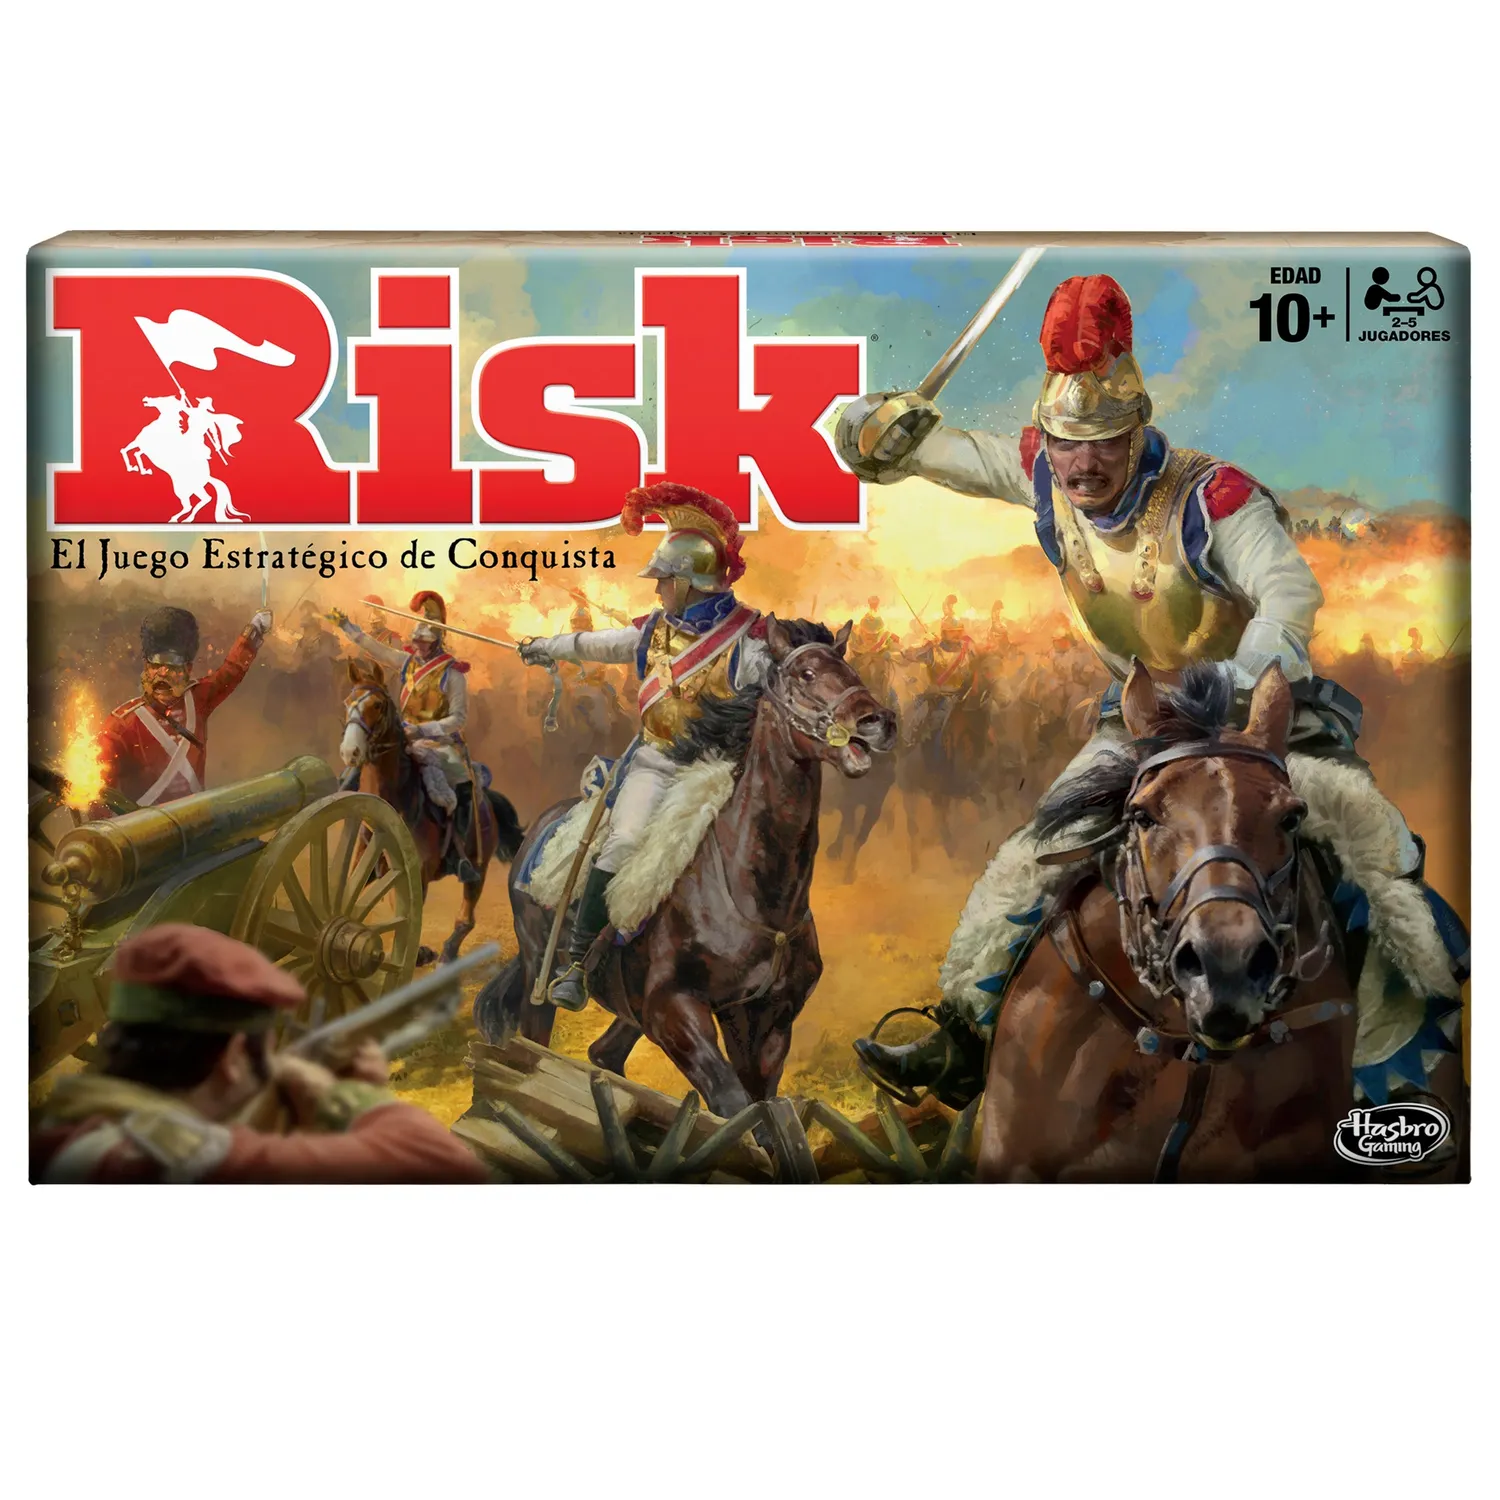 Risk
®
El Juego Estratégico de Conquista
EDAD
10+
2-5
JUGADORES
Hasbro
Gaming